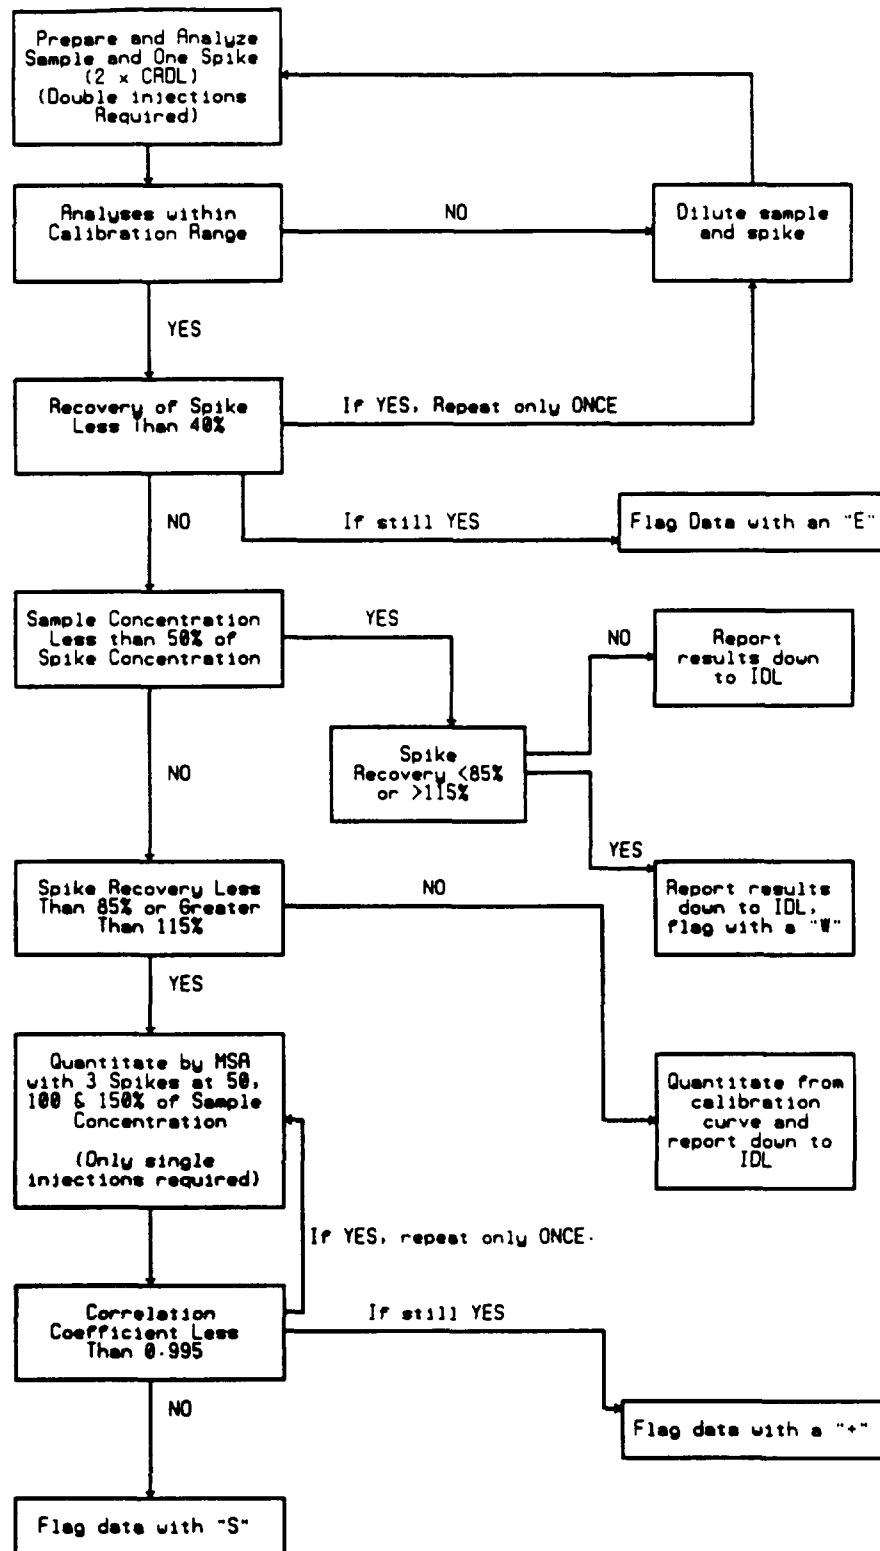 Prepare and Analyze
Sample and One Spike
(2 x CRDL)
(Double injections
Required)
Analyses within
Calibration Range
NO
Dilute sample
and spike
YES
Recovery of Spike
Less Than 40%
If YES, Repeat only ONCE
NO
If still YES
Flag Data with an "E"
Sample Concentration
Less than 50% of
Spike Concentration
YES
NO
Report
results down
to IDL
Spike
Recovery <85%
or >115%
NO
YES
Spike Recovery Less
Than 85% or Greater
Than 115%
NO
Report results
down to IDL,
flag with a "W"
YES
Quantitate by MSA
with 3 Spikes at 50,
100 & 150% of Sample
Concentration
(Only single
injections required)
Quantitate from
calibration
curve and
report down to
IDL
If YES, repeat only ONCE.
Correlation
Coefficient Less
Than 0.995
If still YES
NO
Flag data with a "+"
Flag data with "S"